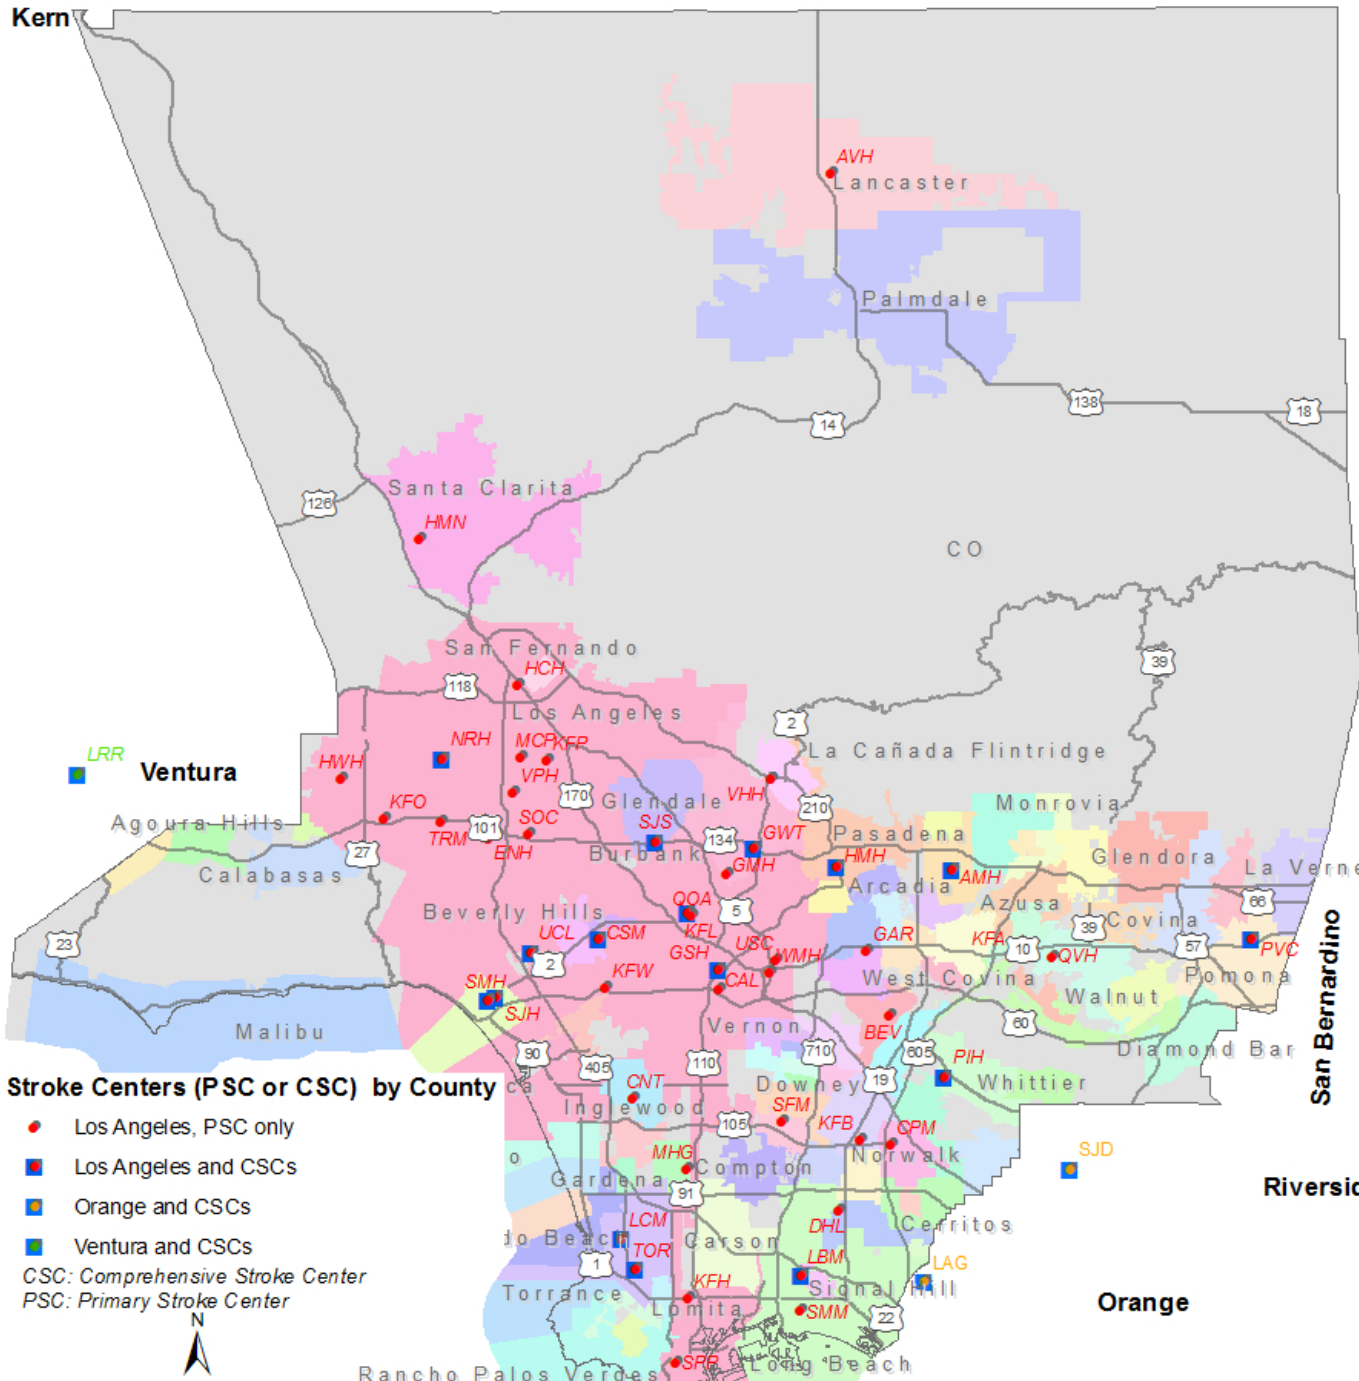 Kern
AVH
Lancaster
Palmdale
138
18
14
Santa Clarita
126
HMN
CO
San Fernando
HCH
39
118
Los Angeles
2
La Cañada Flintridge
NRH
MCP
KFP
LRR
Ventura
HWH
VPH
VHH
170
Glendale
210
Monrovia
KFO
Agoura Hills
TRM
101
SOC
SJS
134
GWT
Pasadena
ENH
Burbank
GMH
HMH
Glendora
La Verne
27
Calabasas
AMH
Arcadia
Azusa
66
Beverly Hills
QOA
5
39
Covina
23
UCL
CSM
KFL
USC
GAR
KFA
10
57
PVC
2
GSH
WMH
QVH
SMH
KFW
CAL
West Covina
Pomona
SJH
Walnut
Malibu
Vernon
BEV
60
San Bernardino
90
405
110
710
605
PIH
Diamond Bar
Stroke Centers (PSC or CSC) by County
ca
CNT
Downey
19
Whittier
Los Angeles, PSC only
Inglewood
SFM
105
KFB
CPM
Los Angeles and CSCs
o
MHG
Compton
Norwalk
SJD
Gardena
91
Riversid
Orange and CSCs
LCM
DHL
Cerritos
Ventura and CSCs
do Beach
TOR
Carson
LBM
LAG
CSC: Comprehensive Stroke Center
1
KFH
Signal Hill
PSC: Primary Stroke Center
Torrance
Lomita
SMM
22
Orange
N
SPP
Long Beach
Rancho Palos Verdes